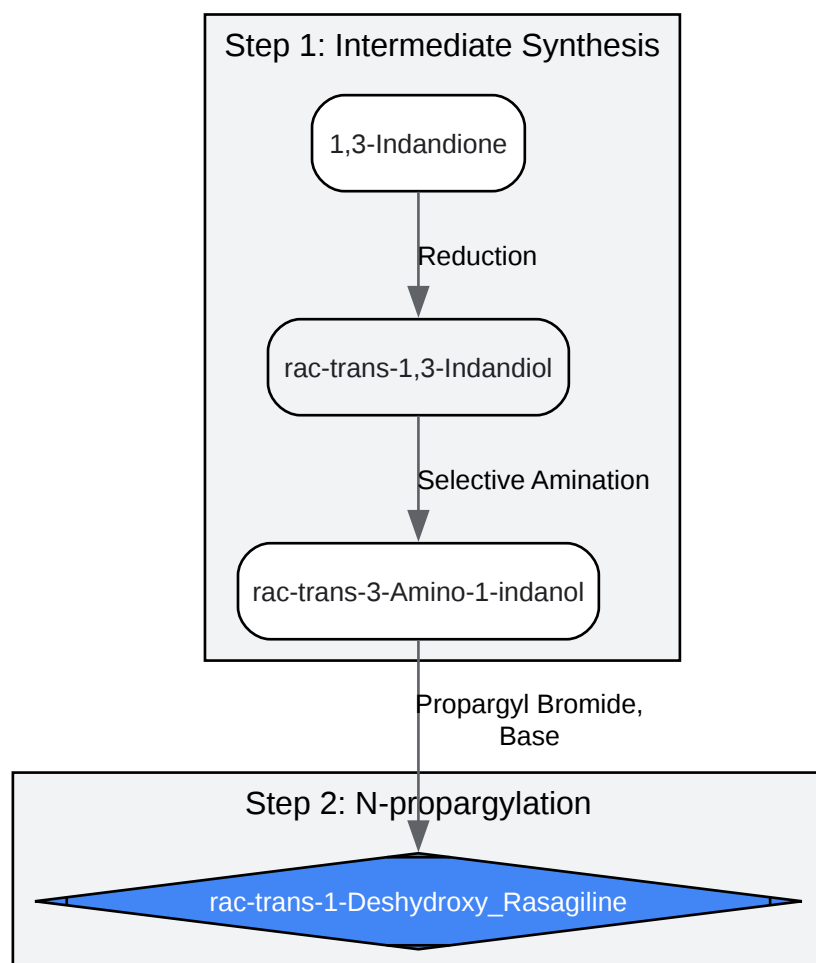 Step 1: Intermediate Synthesis
1,3-Indandione
Reduction
rac-trans-1,3-Indandiol
Selective Amination
rac-trans-3-Amino-1-indanol
Propargyl Bromide,
Base
Step 2: N-propargylation
rac-trans-1-Deshydroxy_Rasagiline